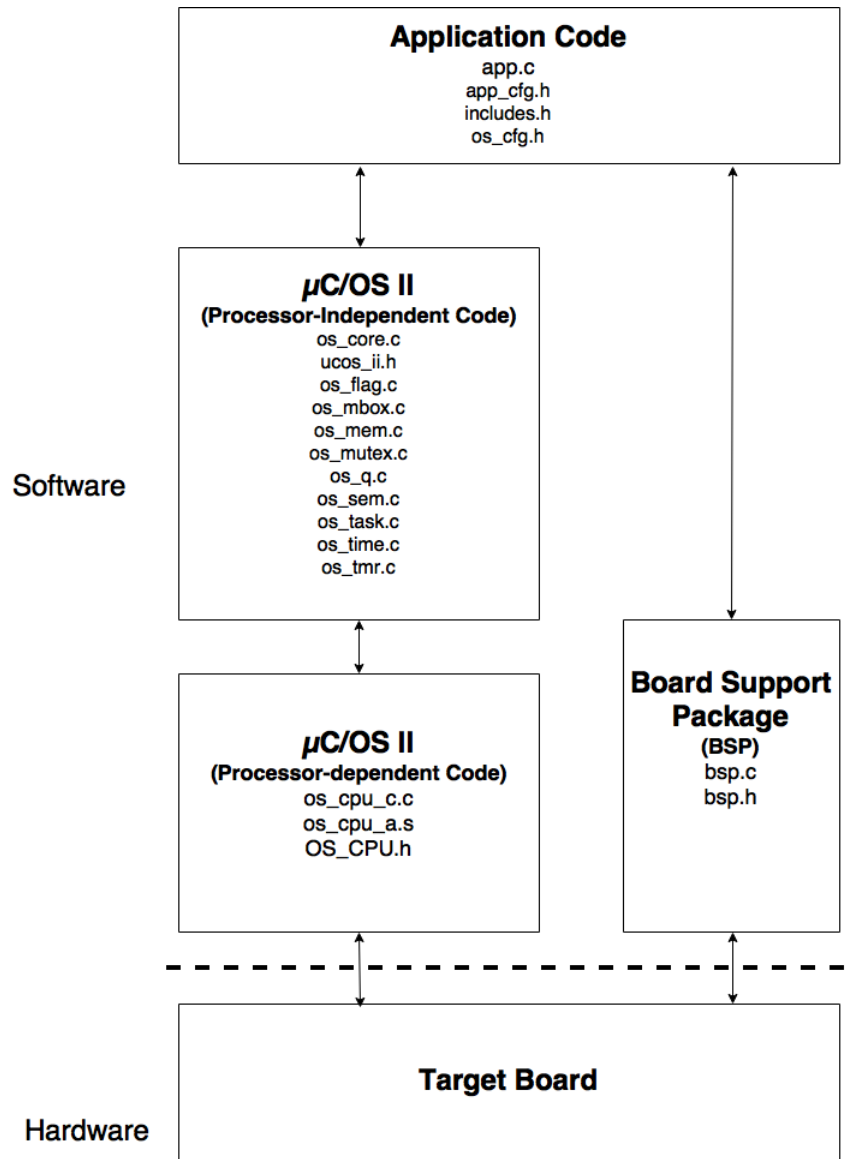 Application Code
app.c
app_cfg.h
includes.h
os_cfg.h
µC/OS II
(Processor-Independent Code)
os_core.c
ucos_ii.h
os_flag.c
os_mbox.c
os_mem.c
os_mutex.c
os_q.c
os_sem.c
os_task.c
os_time.c
os_tmr.c
Software
µC/OS II
(Processor-dependent Code)
os_cpu_c.c
os_cpu_a.s
OS_CPU.h
Board Support
Package
(BSP)
bsp.c
bsp.h
Target Board
Hardware